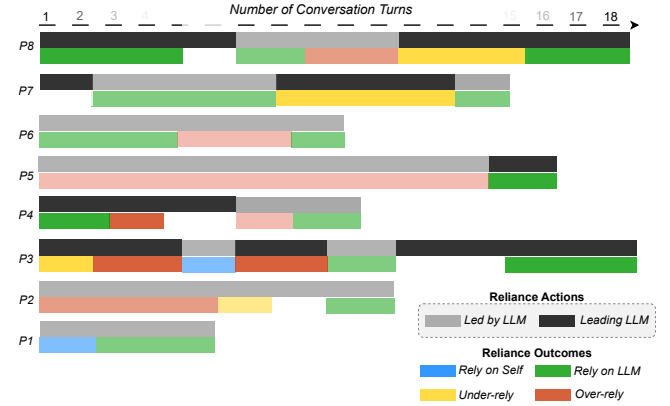 Number of Conversation Turns
1 2 3 4 15 16 17 18
P8
P7
P6
P5
P4
P3
P2
P1
Reliance Actions
Led by LLM Leading LLM
Reliance Outcomes
Rely on Self Rely on LLM
Under-rely Over-rely